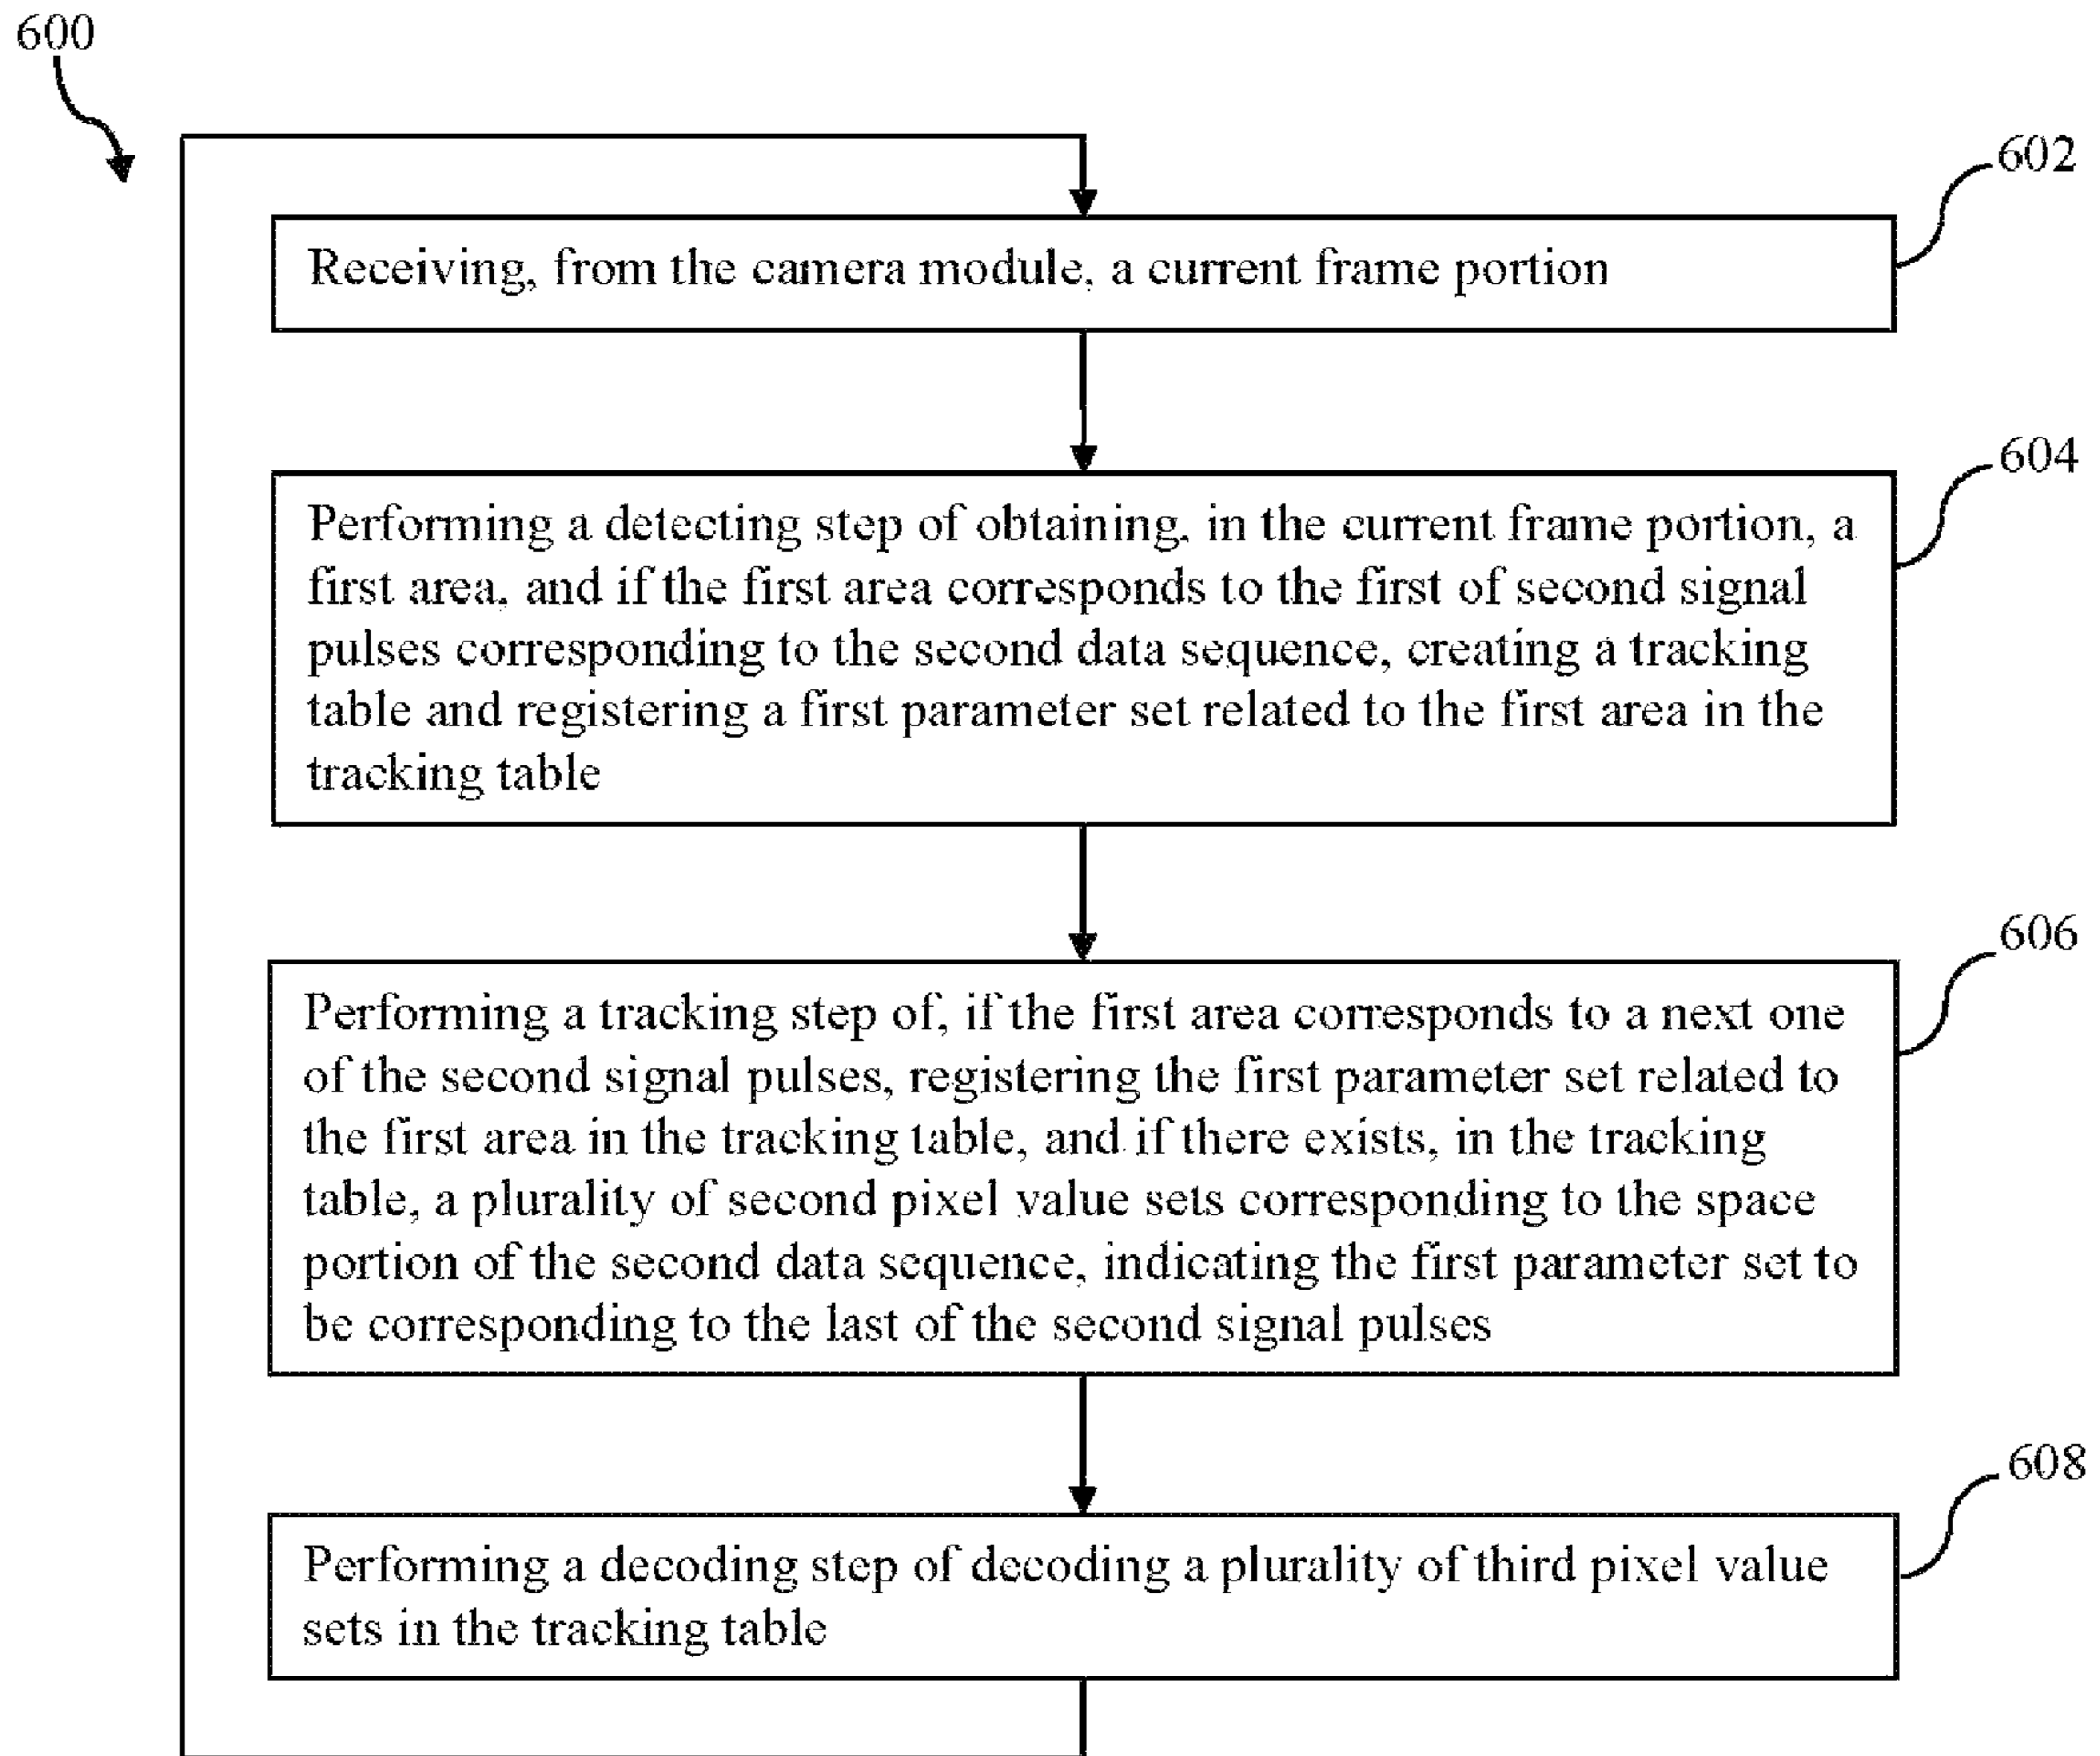 600
602
Receiving, from the camera module, a current frame portion
604
Performing a detecting step of obtaining, in the current frame portion, a
first area, and if the first area corresponds to the first of second signal
pulses corresponding to the second data sequence, creating a tracking
table and registering a first parameter set related to the first area in the
tracking table
606
Performing a tracking step of, if the first area corresponds to a next one
of the second signal pulses, registering the first parameter set related to
the first area in the tracking table, and if there exists, in the tracking
table, a plurality of second pixel value sets corresponding to the space
portion of the second data sequence, indicating the first parameter set to
be corresponding to the last of the second signal pulses
608
Performing a decoding step of decoding a plurality of third pixel value
sets in the tracking table